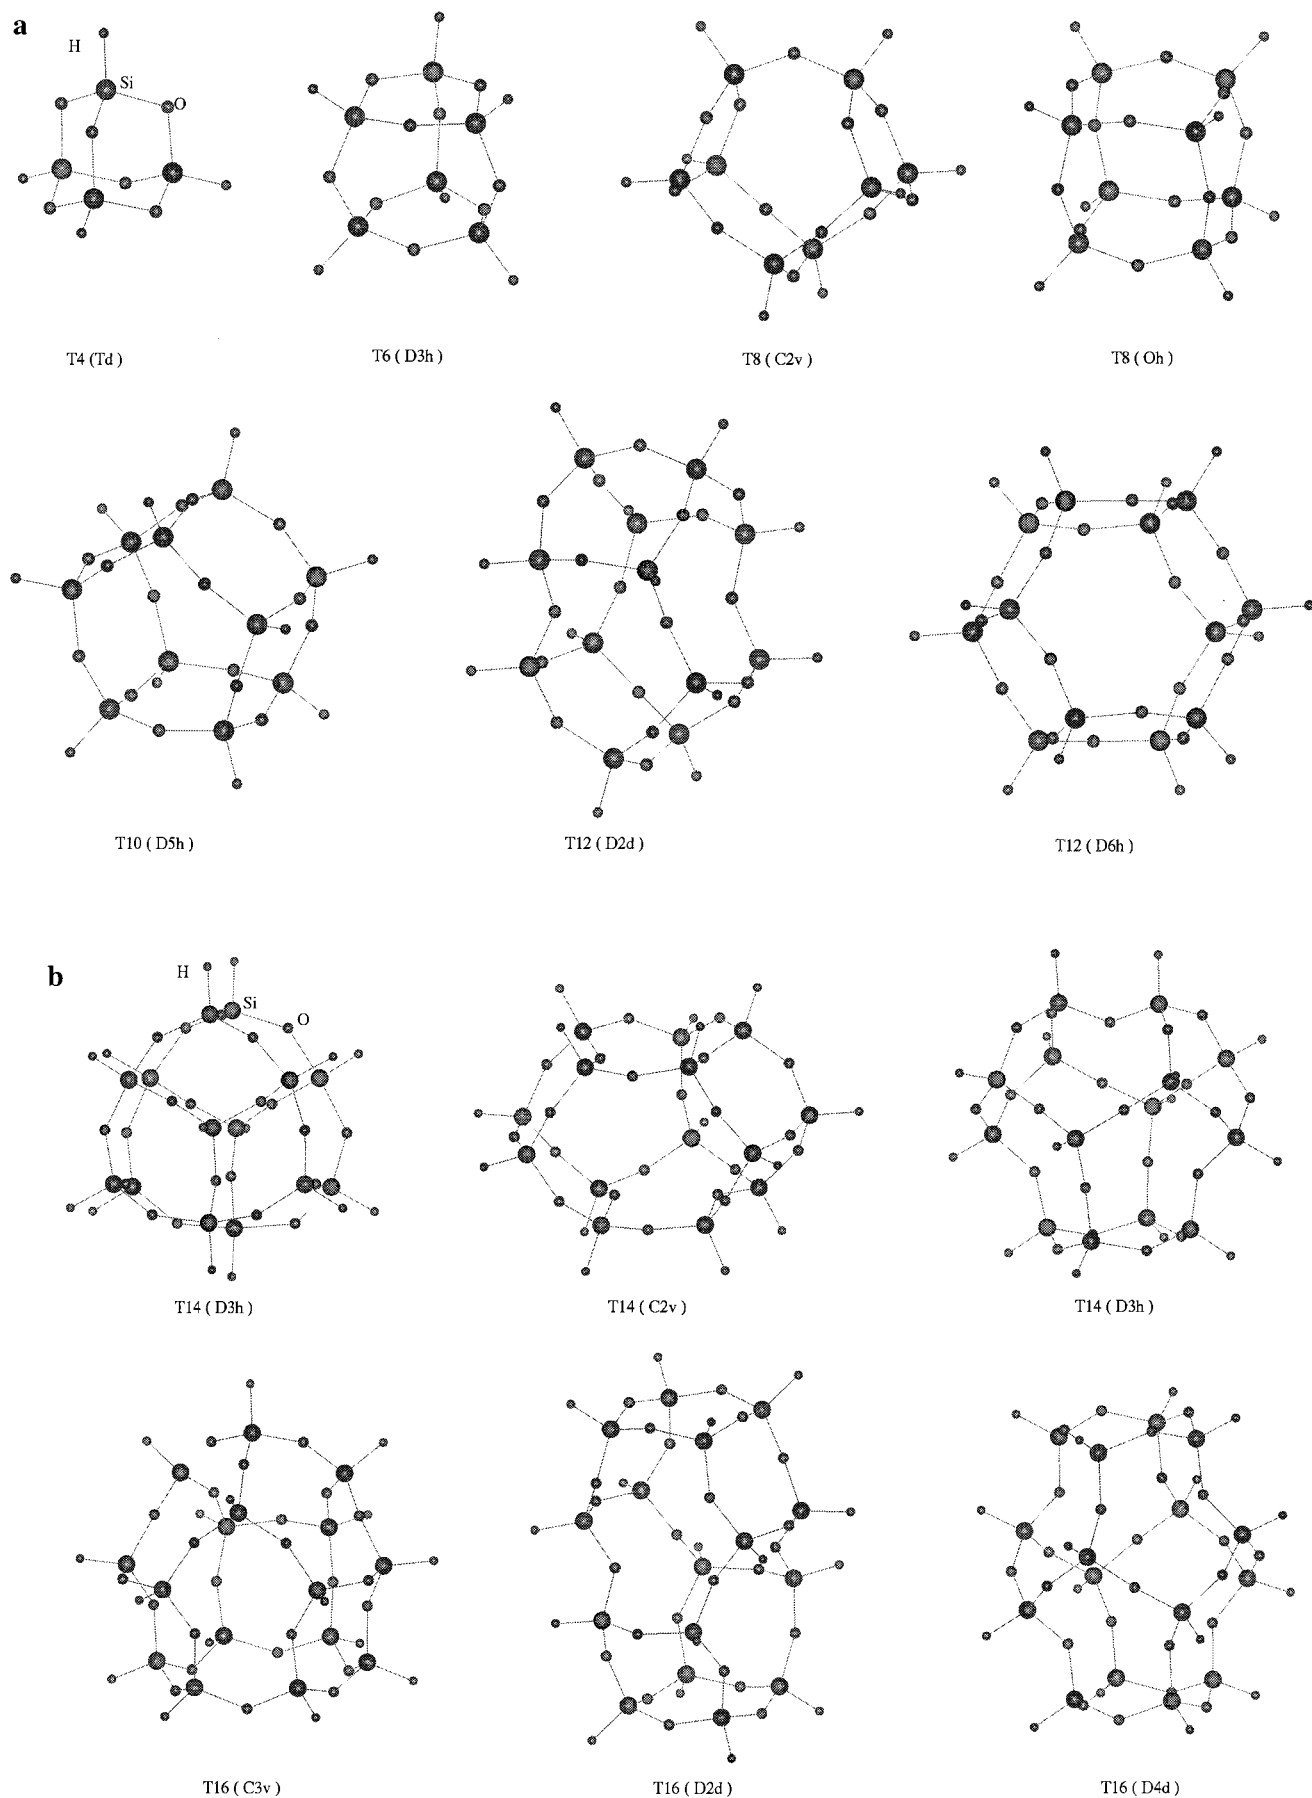 a
H
Si
O
T4 (Td )
T6 ( D3h )
T8 ( C2v )
T8 ( Oh )
T10 ( D5h )
T12 ( D2d )
T12 ( D6h )
b
H
Si
O
T14 ( D3h )
T14 ( C2v )
T14 ( D3h )
T16 ( C3v )
T16 ( D2d )
T16 ( D4d )